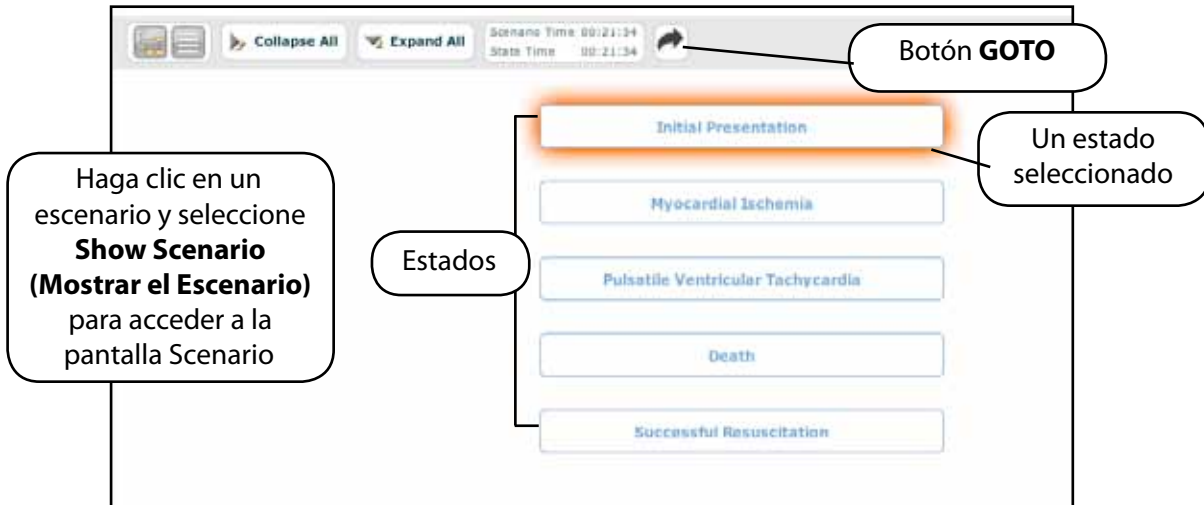 Collapse All
Expand All
Scenario Time 00:21:34
State Time 00:21:34
Botón GOTO
Initial Presentation
Un estado
seleccionado
Haga clic en un
escenario y seleccione
Show Scenario
(Mostrar el Escenario)
para acceder a la
pantalla Scenario
Estados
Myocardial Ischemia
Pulsatile Ventricular Tachycardia
Death
Successful Resuscitation